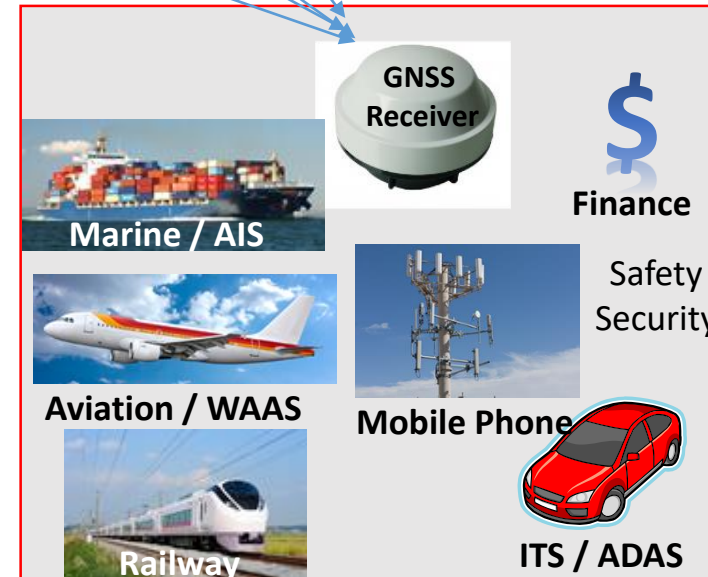 GNSS
Receiver
$
Finance
Marine / AIS
Safety
Security
Aviation / WAAS
Mobile Phone
Railway
ITS / ADAS